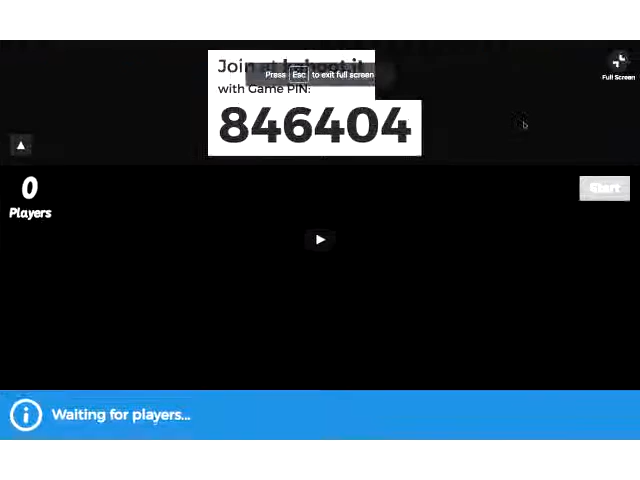 Join at kahoot.it
Press Esc to exit full screen
Full Screen
with Game PIN:
846404
0
Players
Start
Waiting for players...